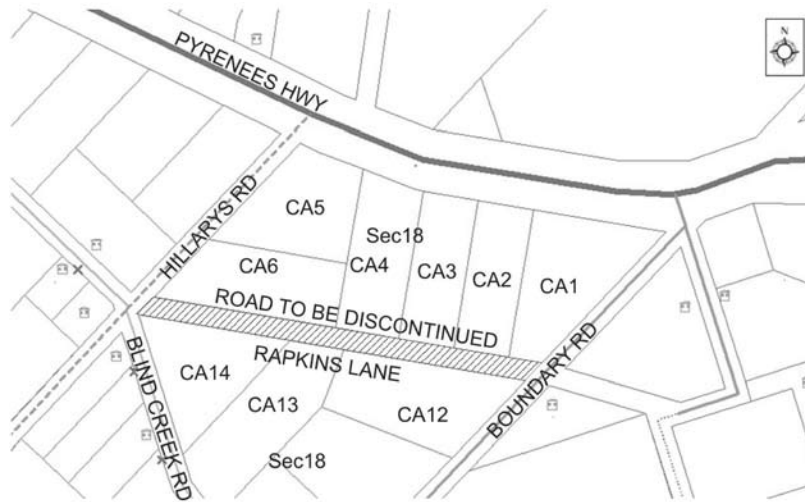 N
PYRENEES HWY
HILLARYS RD
CA5
Sec18
CA6
CA4
CA3
CA2
CA1
ROAD TO BE DISCONTINUED
RAPKINS LANE
BOUNDARY RD
BLIND CREEK RD
CA14
CA13
CA12
Sec18